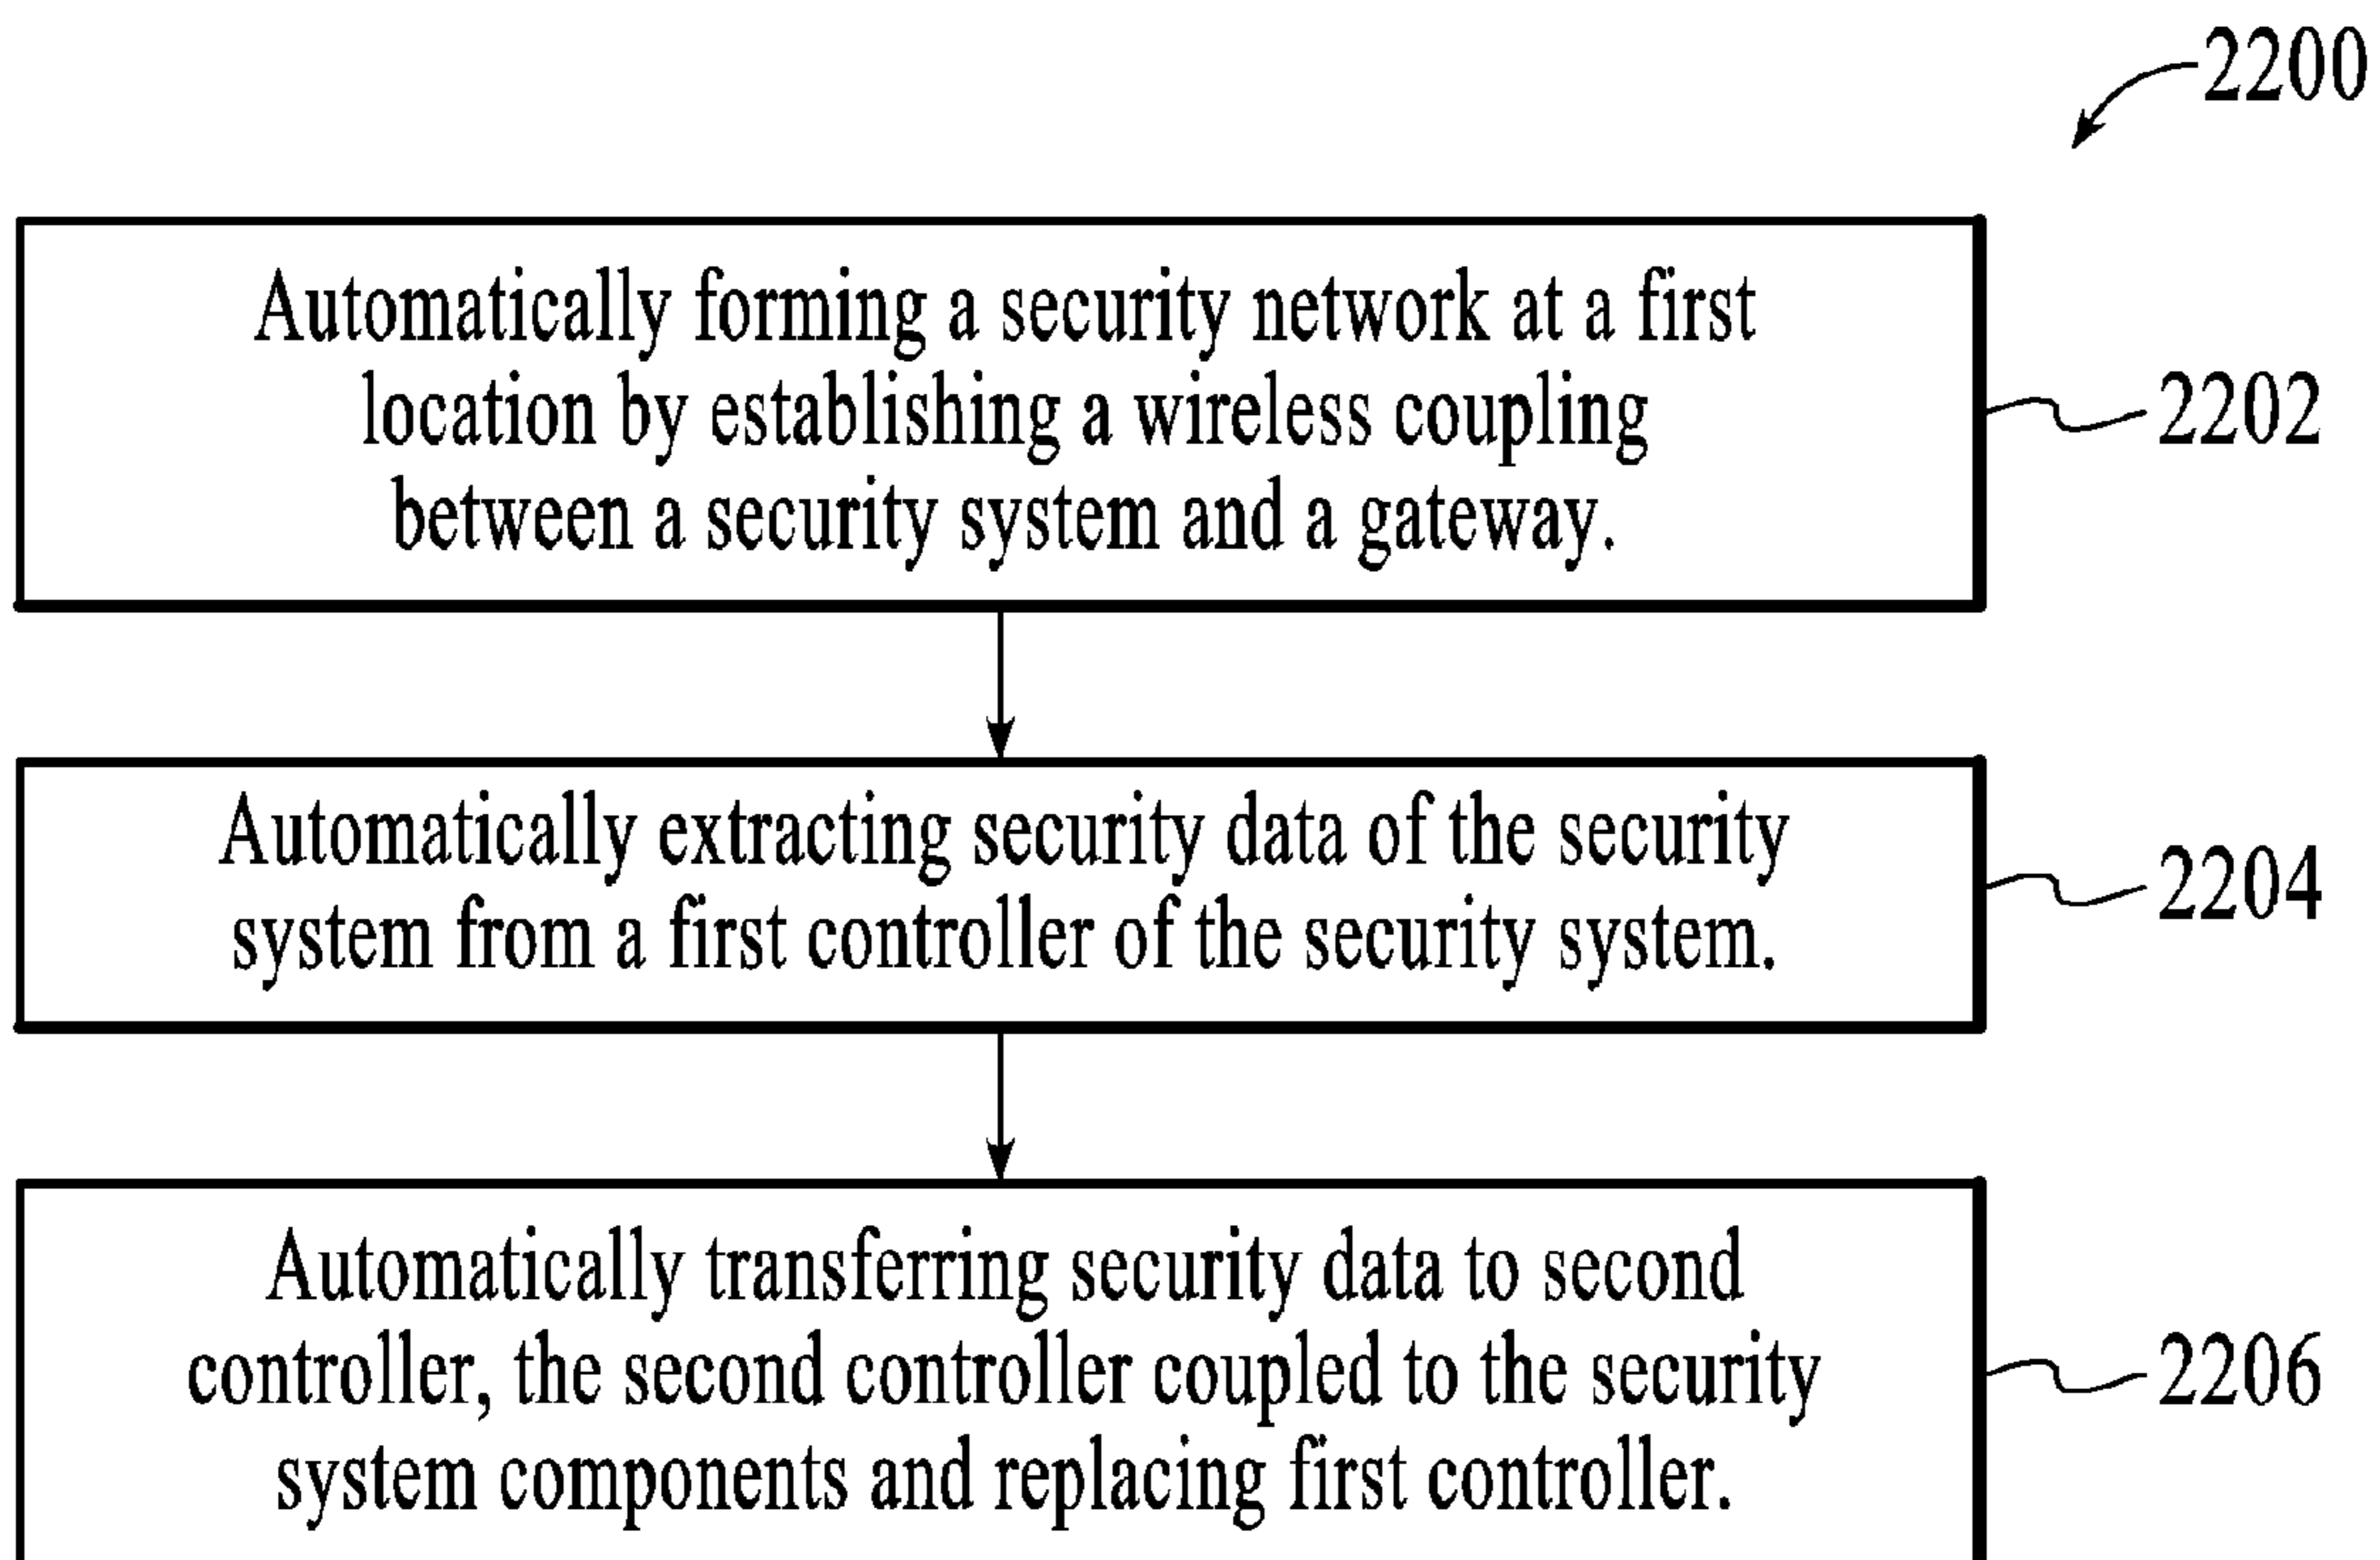 2200
Automatically forming a security network at a first
location by establishing a wireless coupling
between a security system and a gateway.
2202
Automatically extracting security data of the security
system from a first controller of the security system.
2204
Automatically transferring security data to second
controller, the second controller coupled to the security
system components and replacing first controller.
2206